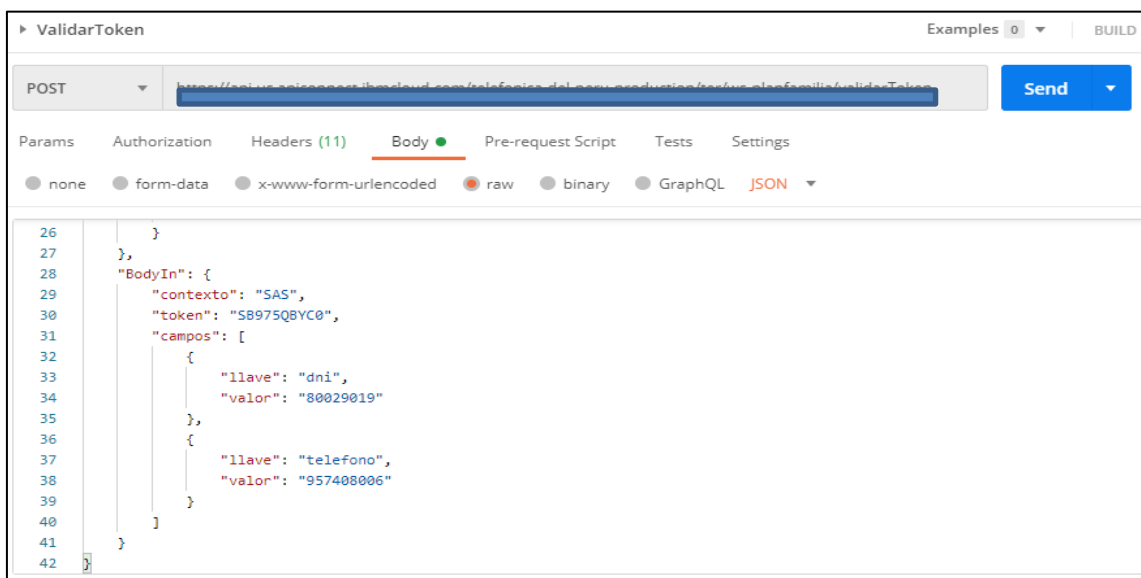 ValidarToken
Examples 0
BUILD
POST
Send
Params Authorization Headers (11) Body Pre-request Script Tests Settings
none form-data x-www-form-urlencoded raw binary GraphQL JSON
26 }
27 },
28 "BodyIn": {
29 "contexto": "SAS",
30 "token": "SB975QBYC0",
31 "campos": [
32 {
33 "llave": "dni",
34 "valor": "80029019"
35 },
36 {
37 "llave": "telefono",
38 "valor": "957408006"
39 }
40 ]
41 }
42 }